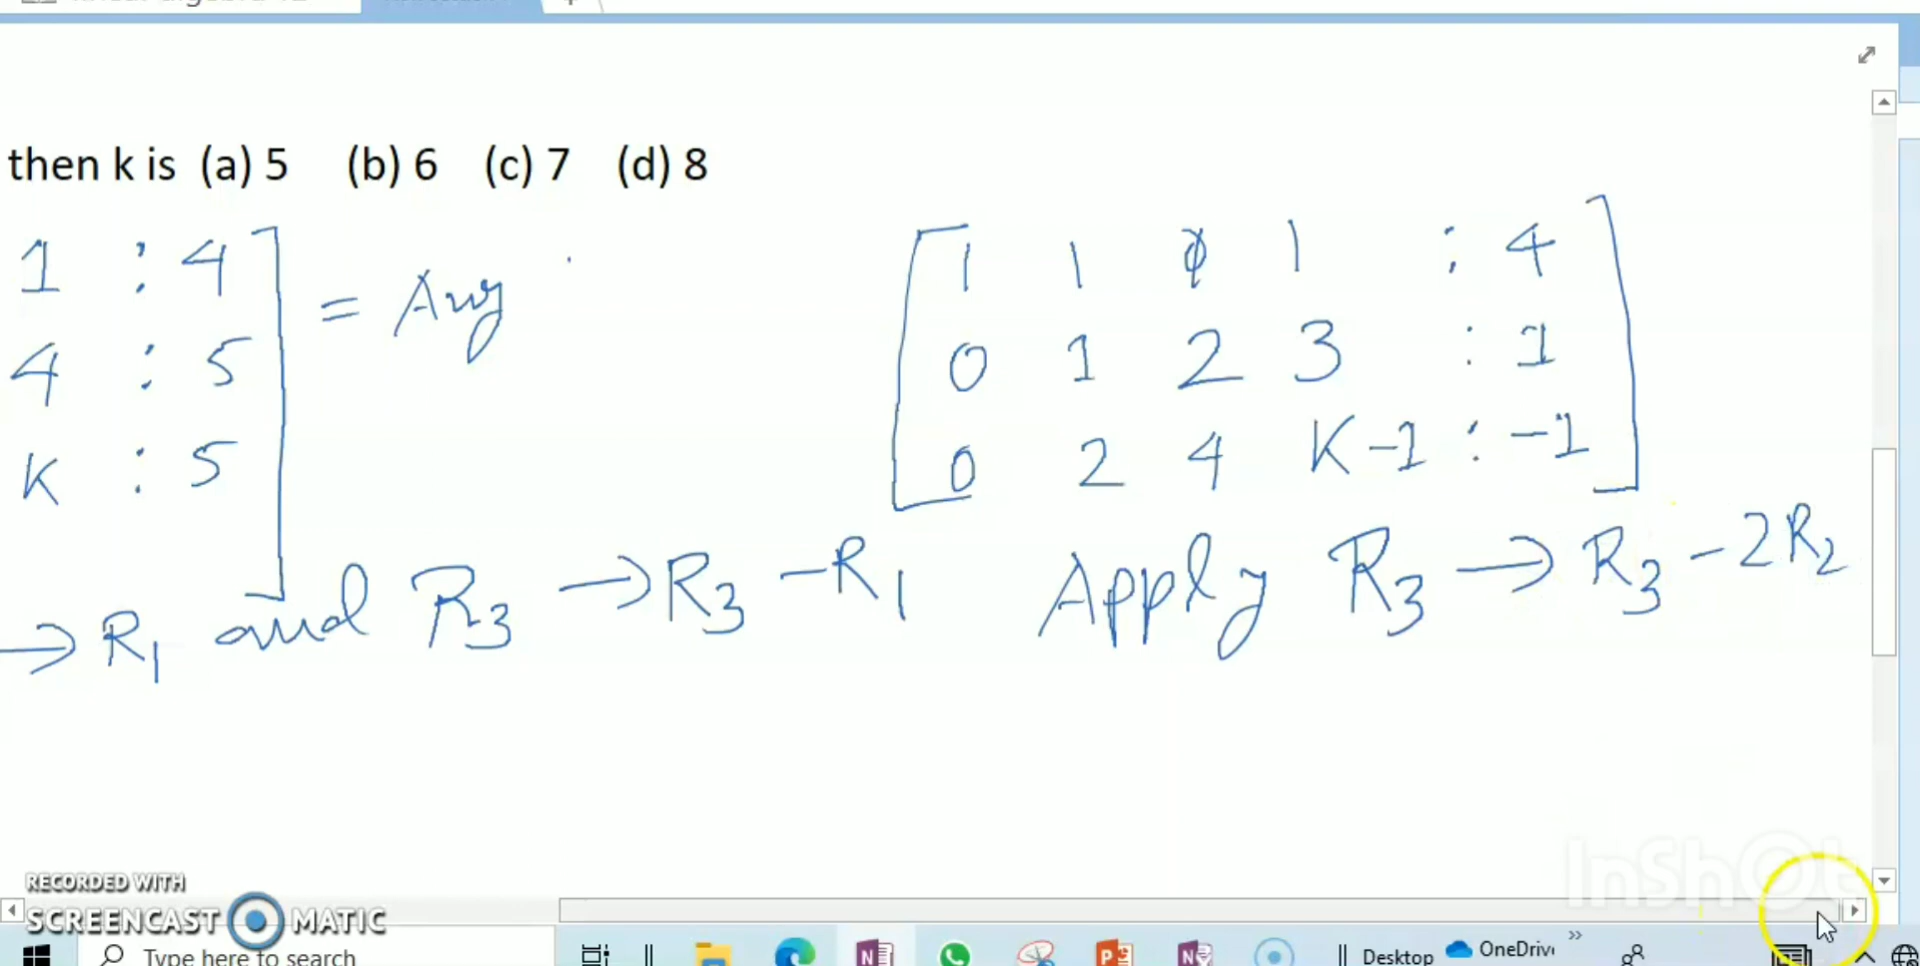 then k is (a) 5 (b) 6 (c) 7 (d) 8
1 : 4
4 : 5 = Aug
K : 5
1 1 0 1 : 4
0 1 2 3 : 1
0 2 4 K-1 : -1
→ R1 and R3 → R3 - R1
Apply R3 → R3 - 2R2
InShOt
RECORDED WITH
SCREENCAST MATIC
Type here to search
Desktop
OneDriv